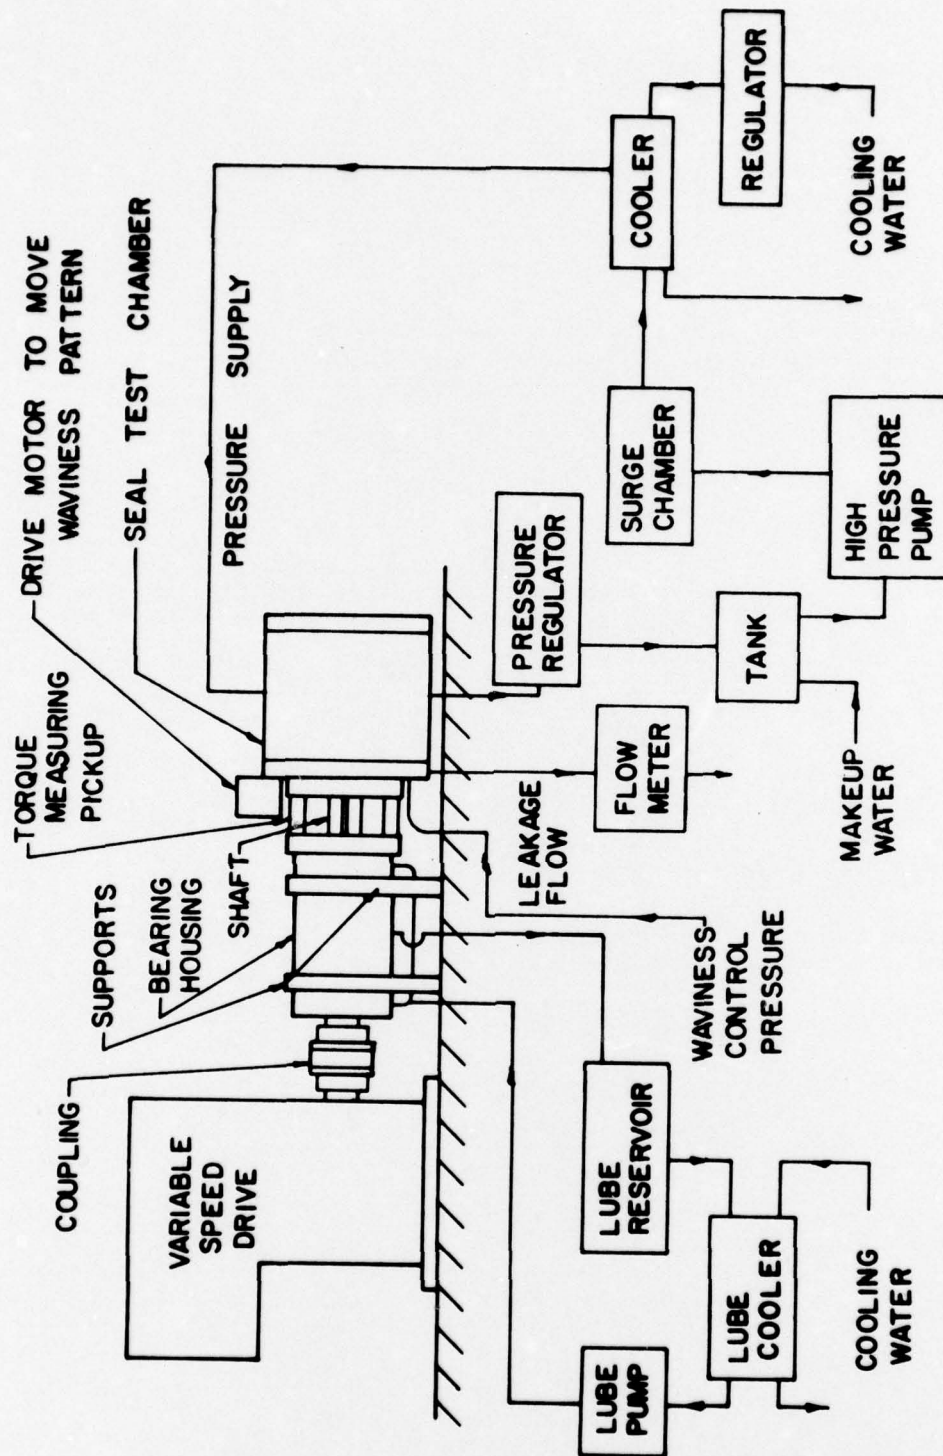 VARIABLE
SPEED
DRIVE
COUPLING
SUPPORTS
BEARING
HOUSING
SHAFT
TORQUE
MEASURING
PICKUP
DRIVE MOTOR TO MOVE
WAVINESS PATTERN
SEAL TEST CHAMBER
PRESSURE SUPPLY
LUBE
PUMP
LUBE
RESERVOIR
LUBE
COOLER
COOLING
WATER
WAVINESS
CONTROL
PRESSURE
LEAKAGE
FLOW
FLOW
METER
PRESSURE
REGULATOR
TANK
MAKEUP
WATER
SURGE
CHAMBER
HIGH
PRESSURE
PUMP
COOLER
REGULATOR
COOLING
WATER